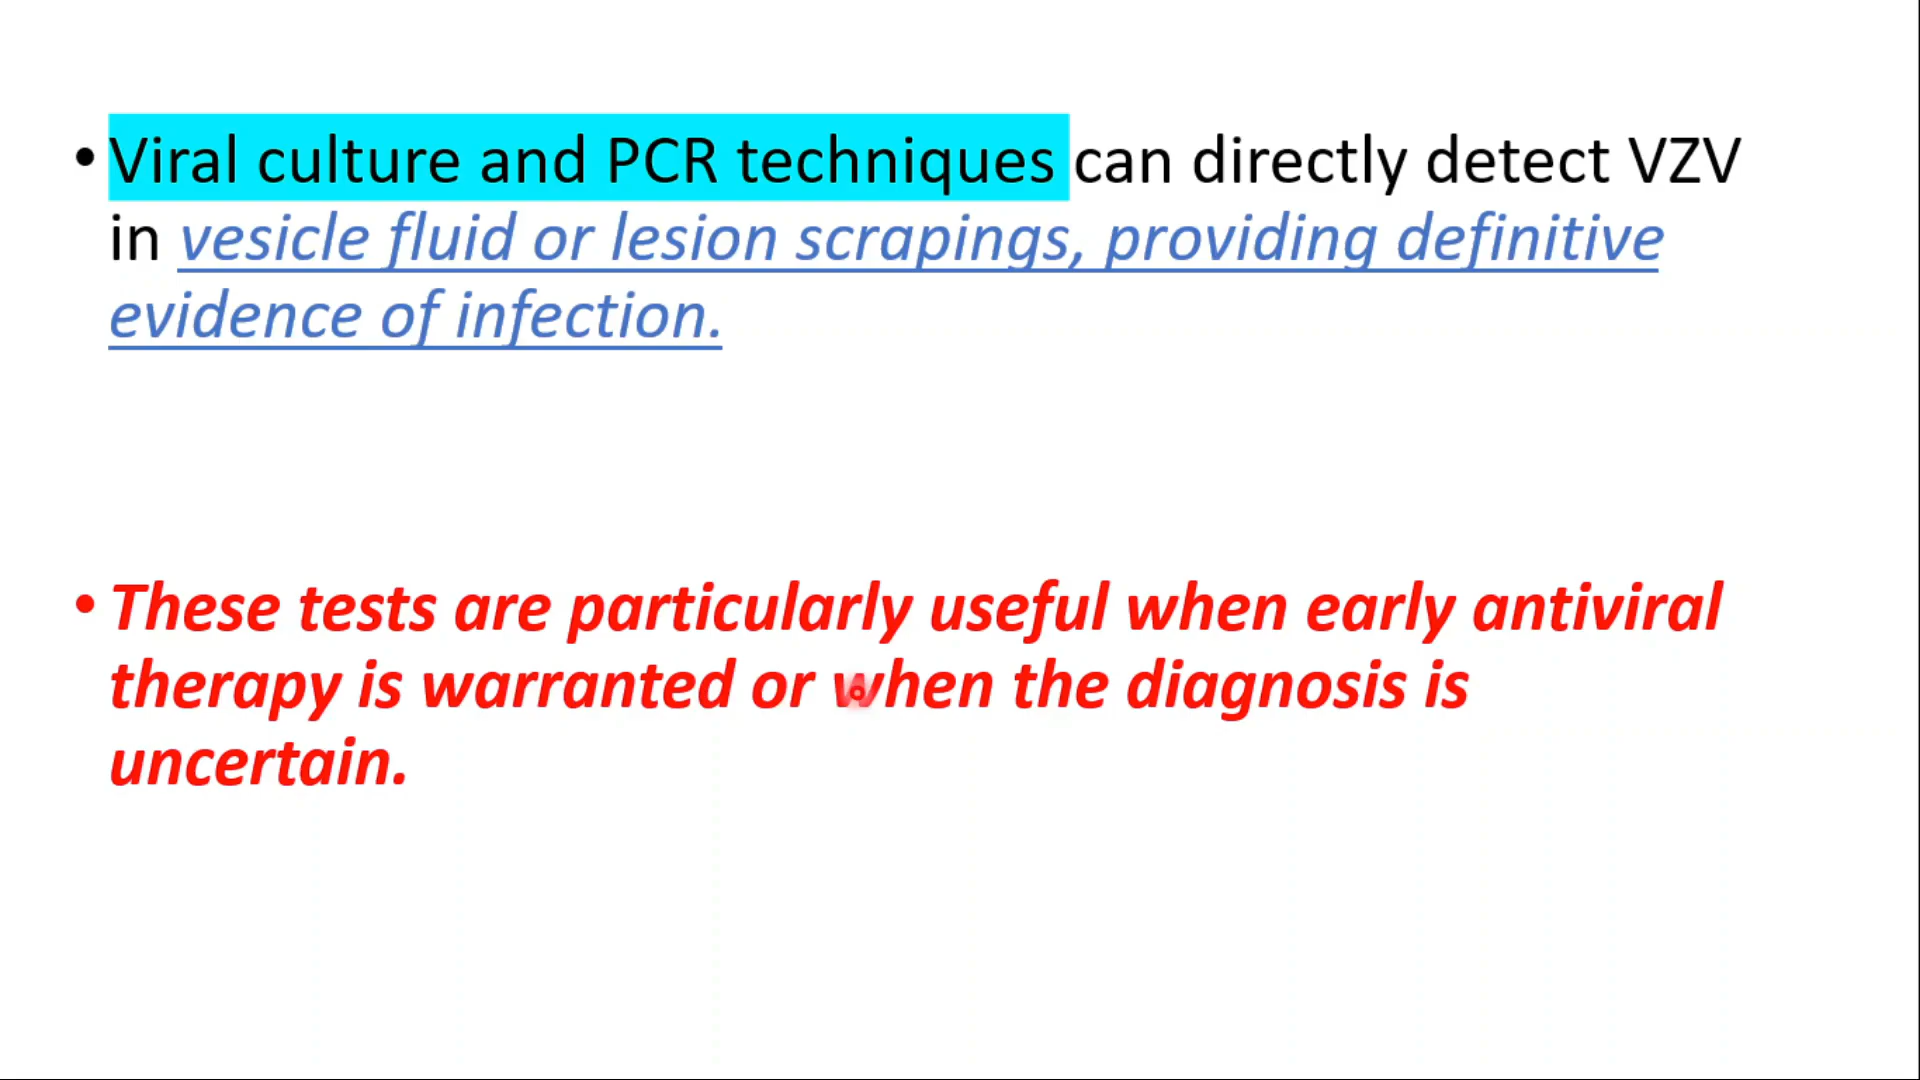 • Viral culture and PCR techniques can directly detect VZV
in vesicle fluid or lesion scrapings, providing definitive
evidence of infection.
• These tests are particularly useful when early antiviral
therapy is warranted or when the diagnosis is
uncertain.